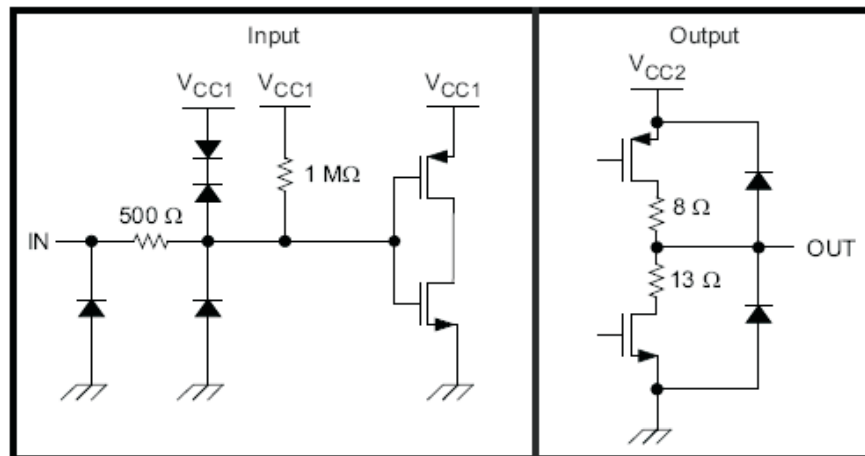 Input
Output
VCC1
VCC1
VCC1
VCC2
1 MΩ
500 Ω
8 Ω
IN
OUT
13 Ω